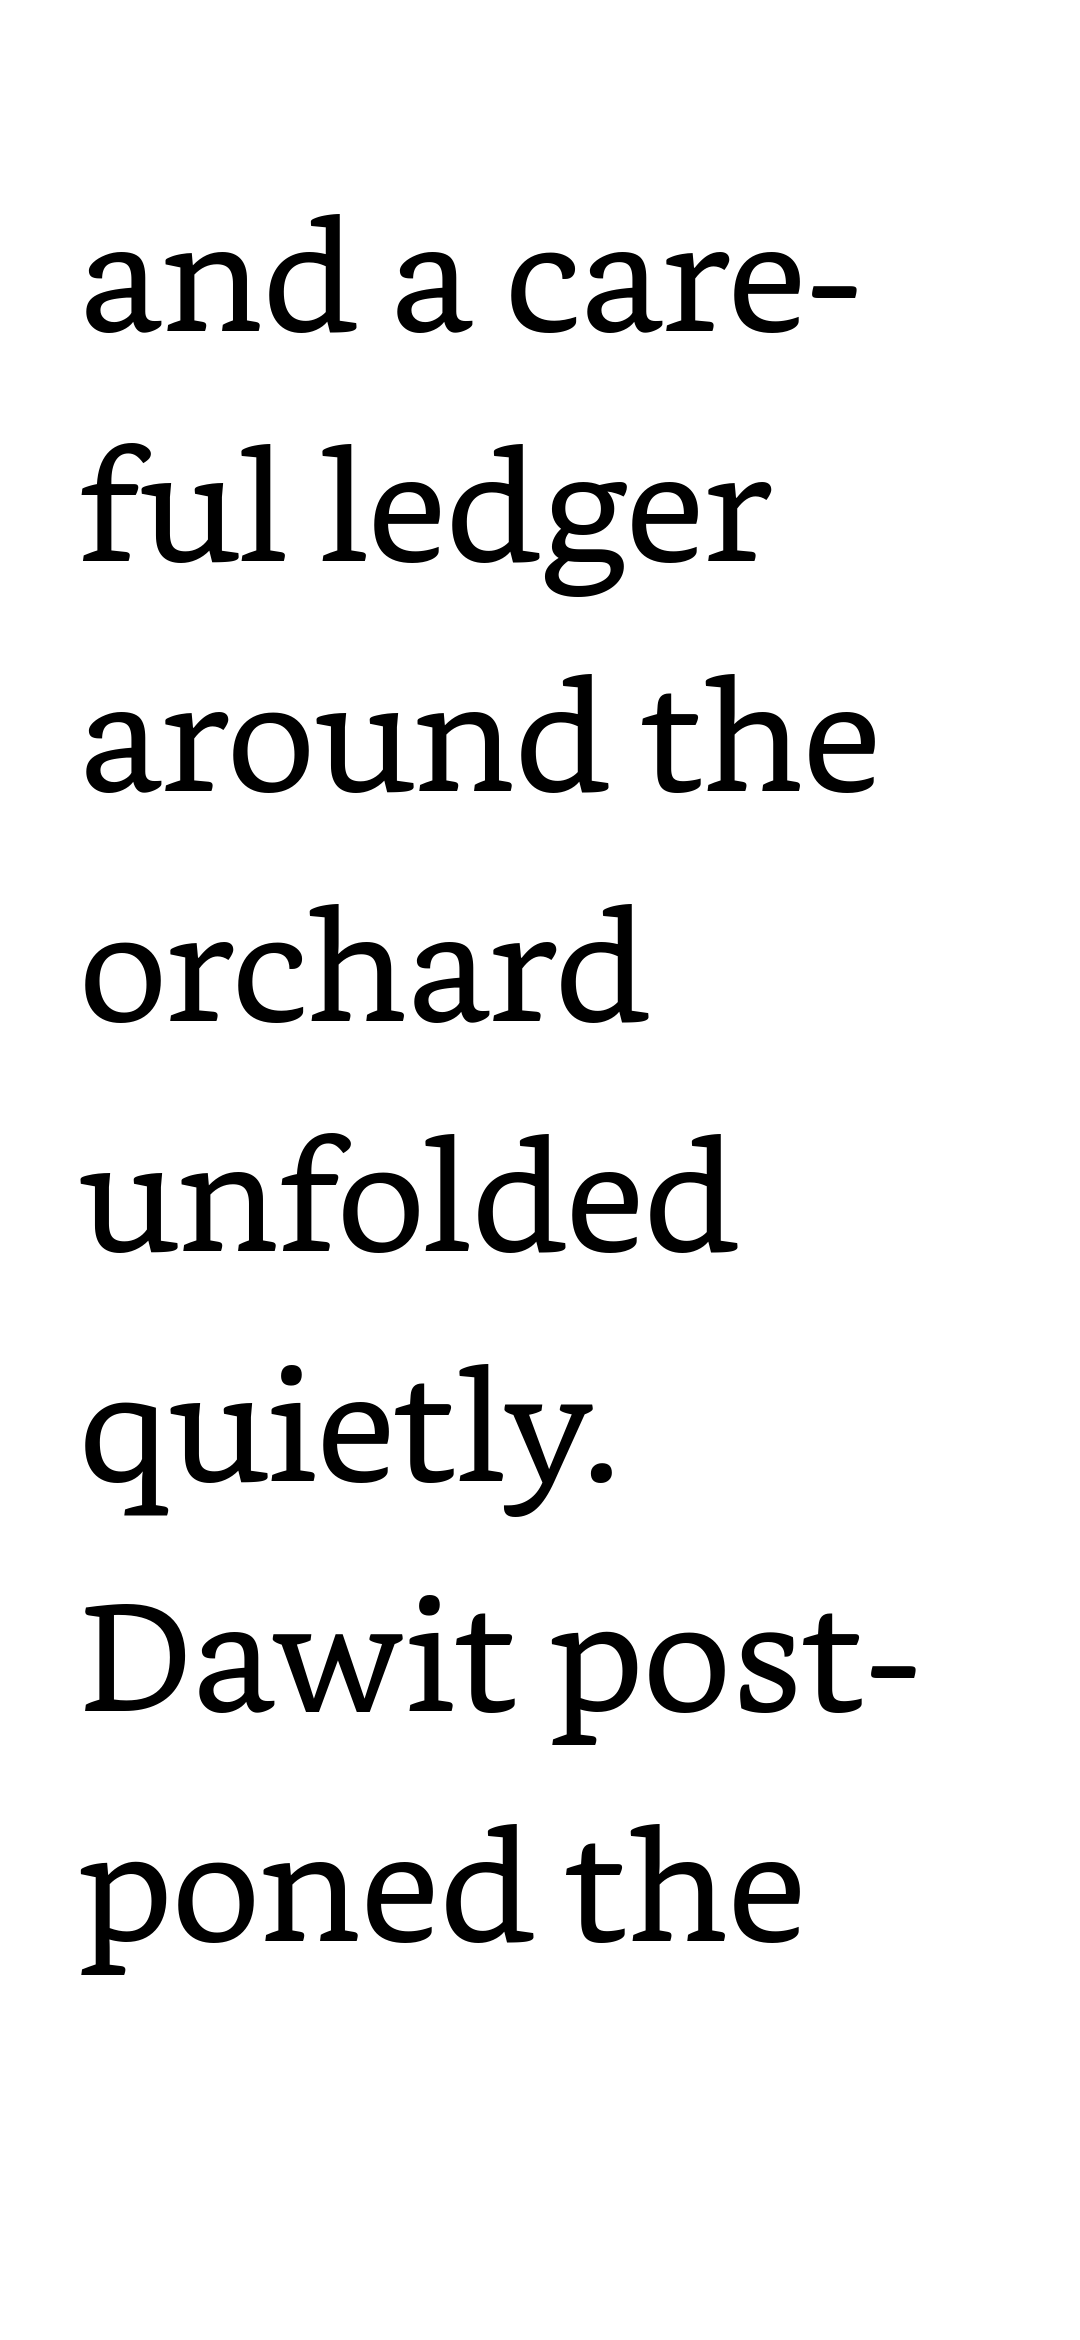 and a care-
ful ledger
around the
orchard
unfolded
quietly.
Dawit post-
poned the